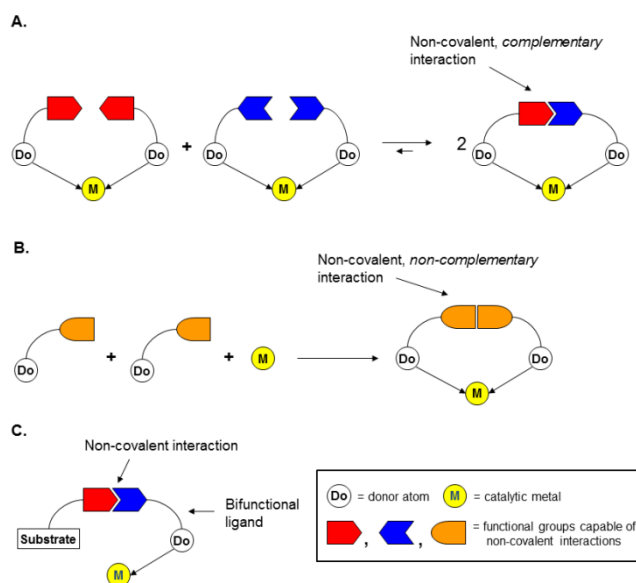 A.
Non-covalent, complementary
interaction
Do
Do
M
+
Do
Do
M
2
Do
Do
M
B.
Non-covalent, non-complementary
interaction
Do
+
Do
+
M
Do
Do
M
C.
Non-covalent interaction
Bifunctional
ligand
Substrate
Do
M
Do = donor atom
M = catalytic metal
, , = functional groups capable of
non-covalent interactions